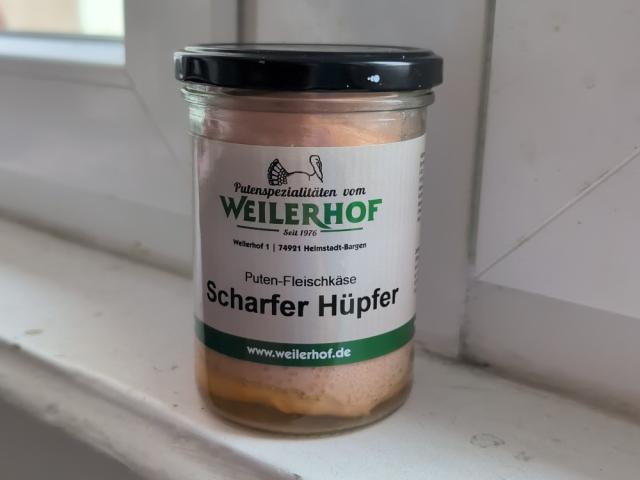 Putenspezialitäten vom
WEILERHOF
Seit 1976
Weilerhof 1 | 74921 Helmstadt-Bargen
Puten-Fleischkäse
Scharfer Hüpfer
www.weilerhof.de